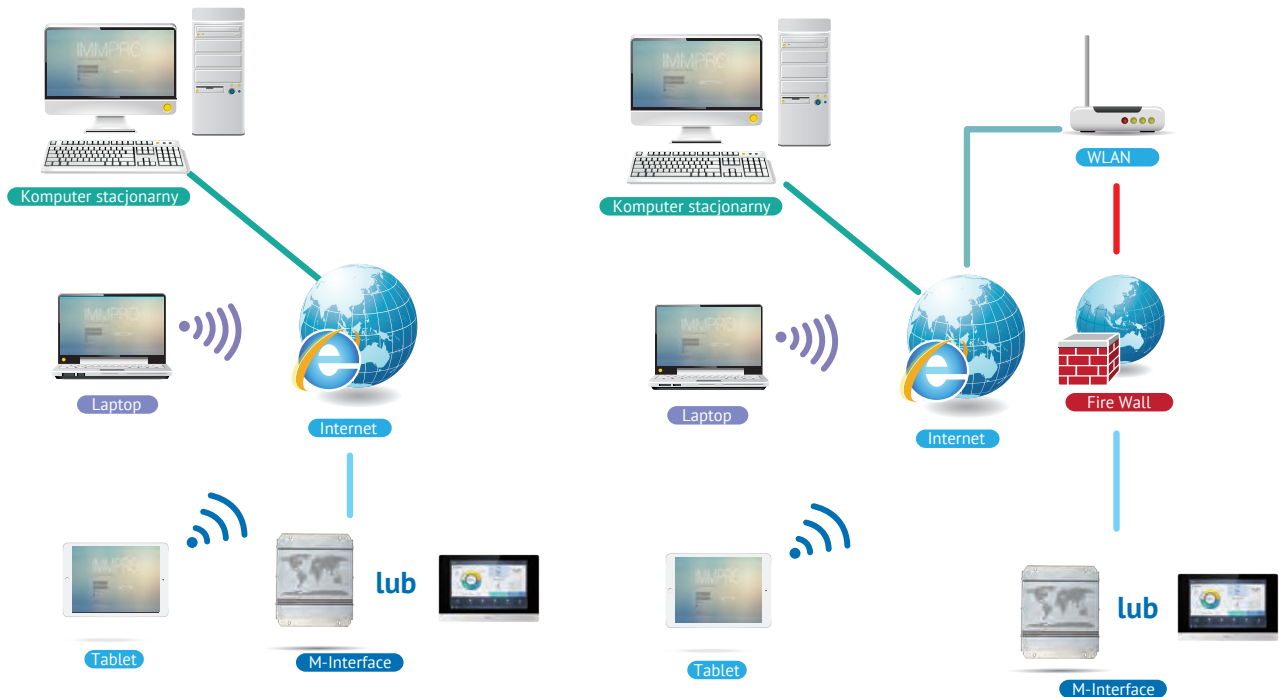 IMMPRO
Komputer stacjonarny
IMMPRO
Laptop
Internet
IMMPRO
lub
Tablet
M-Interface
IMMPRO
Komputer stacjonarny
WLAN
IMMPRO
Laptop
Internet
Fire Wall
IMMPRO
lub
Tablet
M-Interface